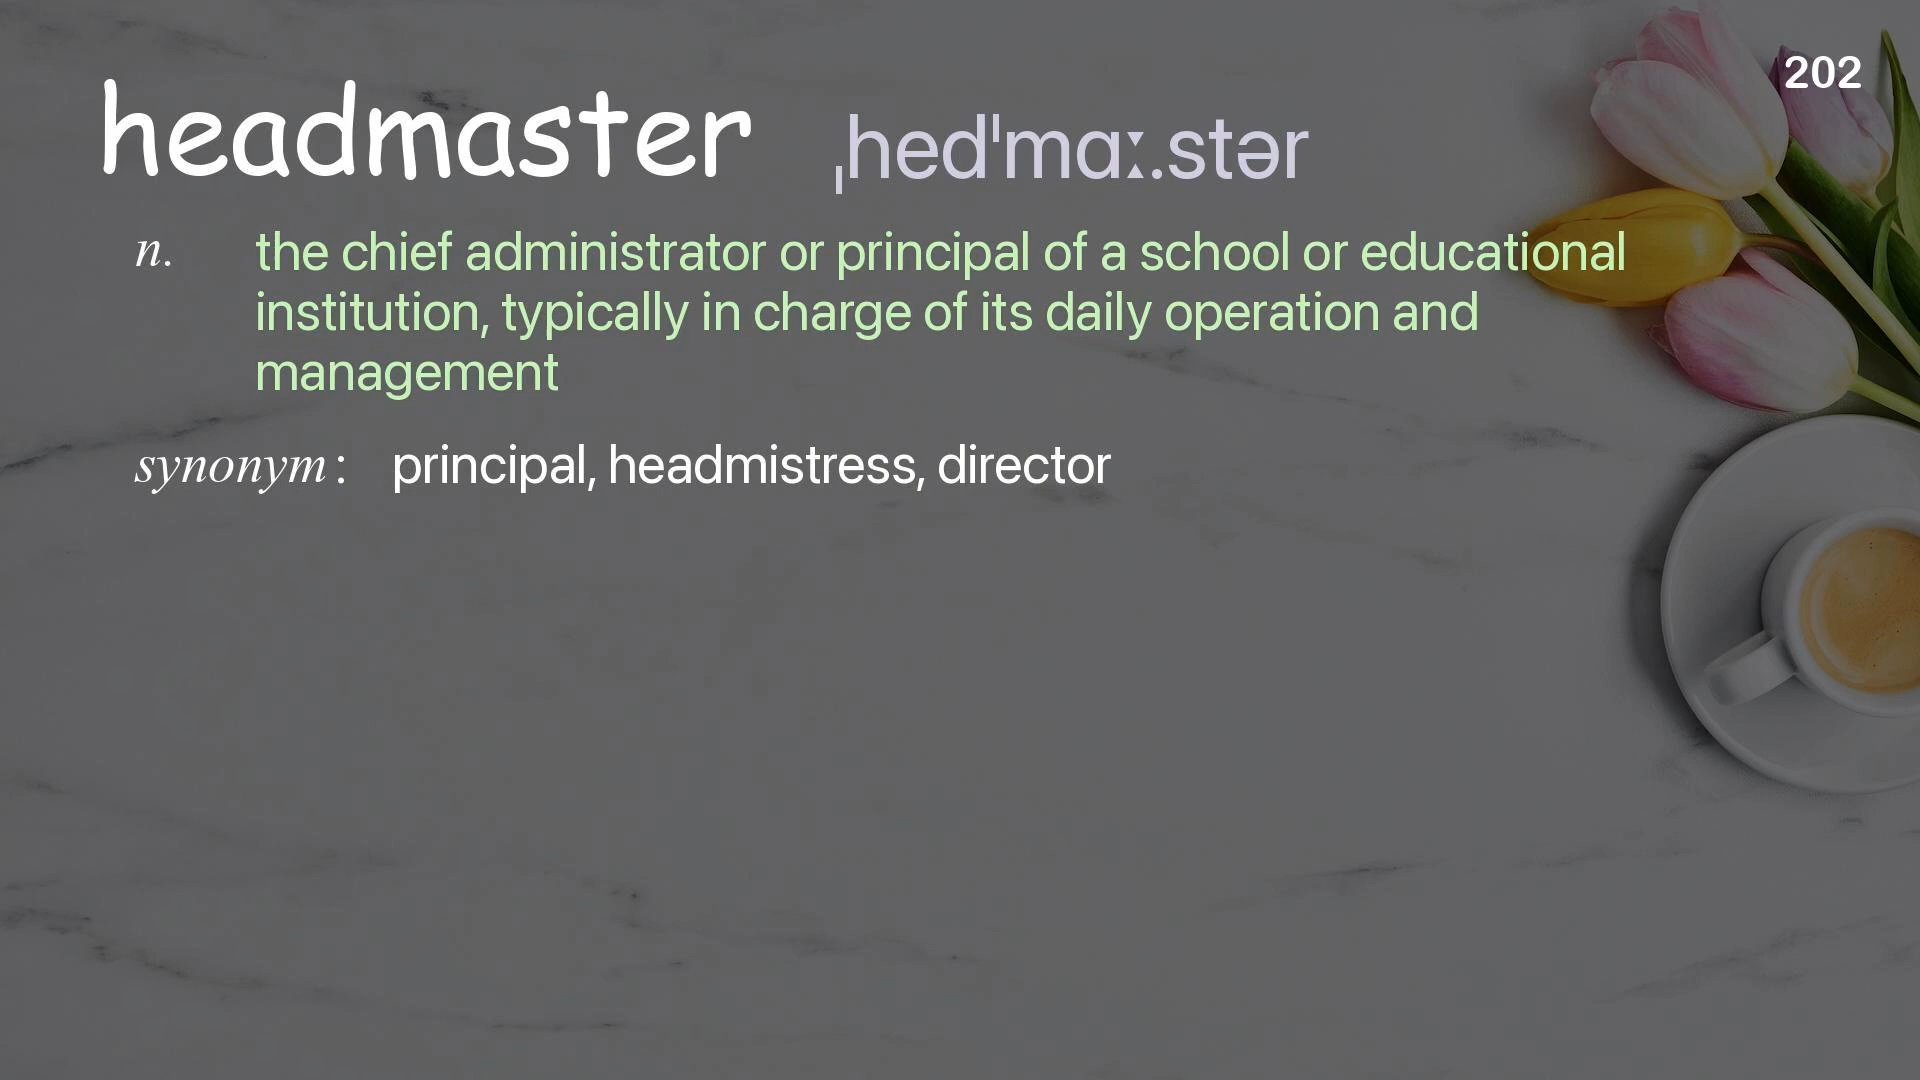 202
headmaster ˌhedˈmɑː.stər
n. the chief administrator or principal of a school or educational
institution, typically in charge of its daily operation and
management
synonym : principal, headmistress, director